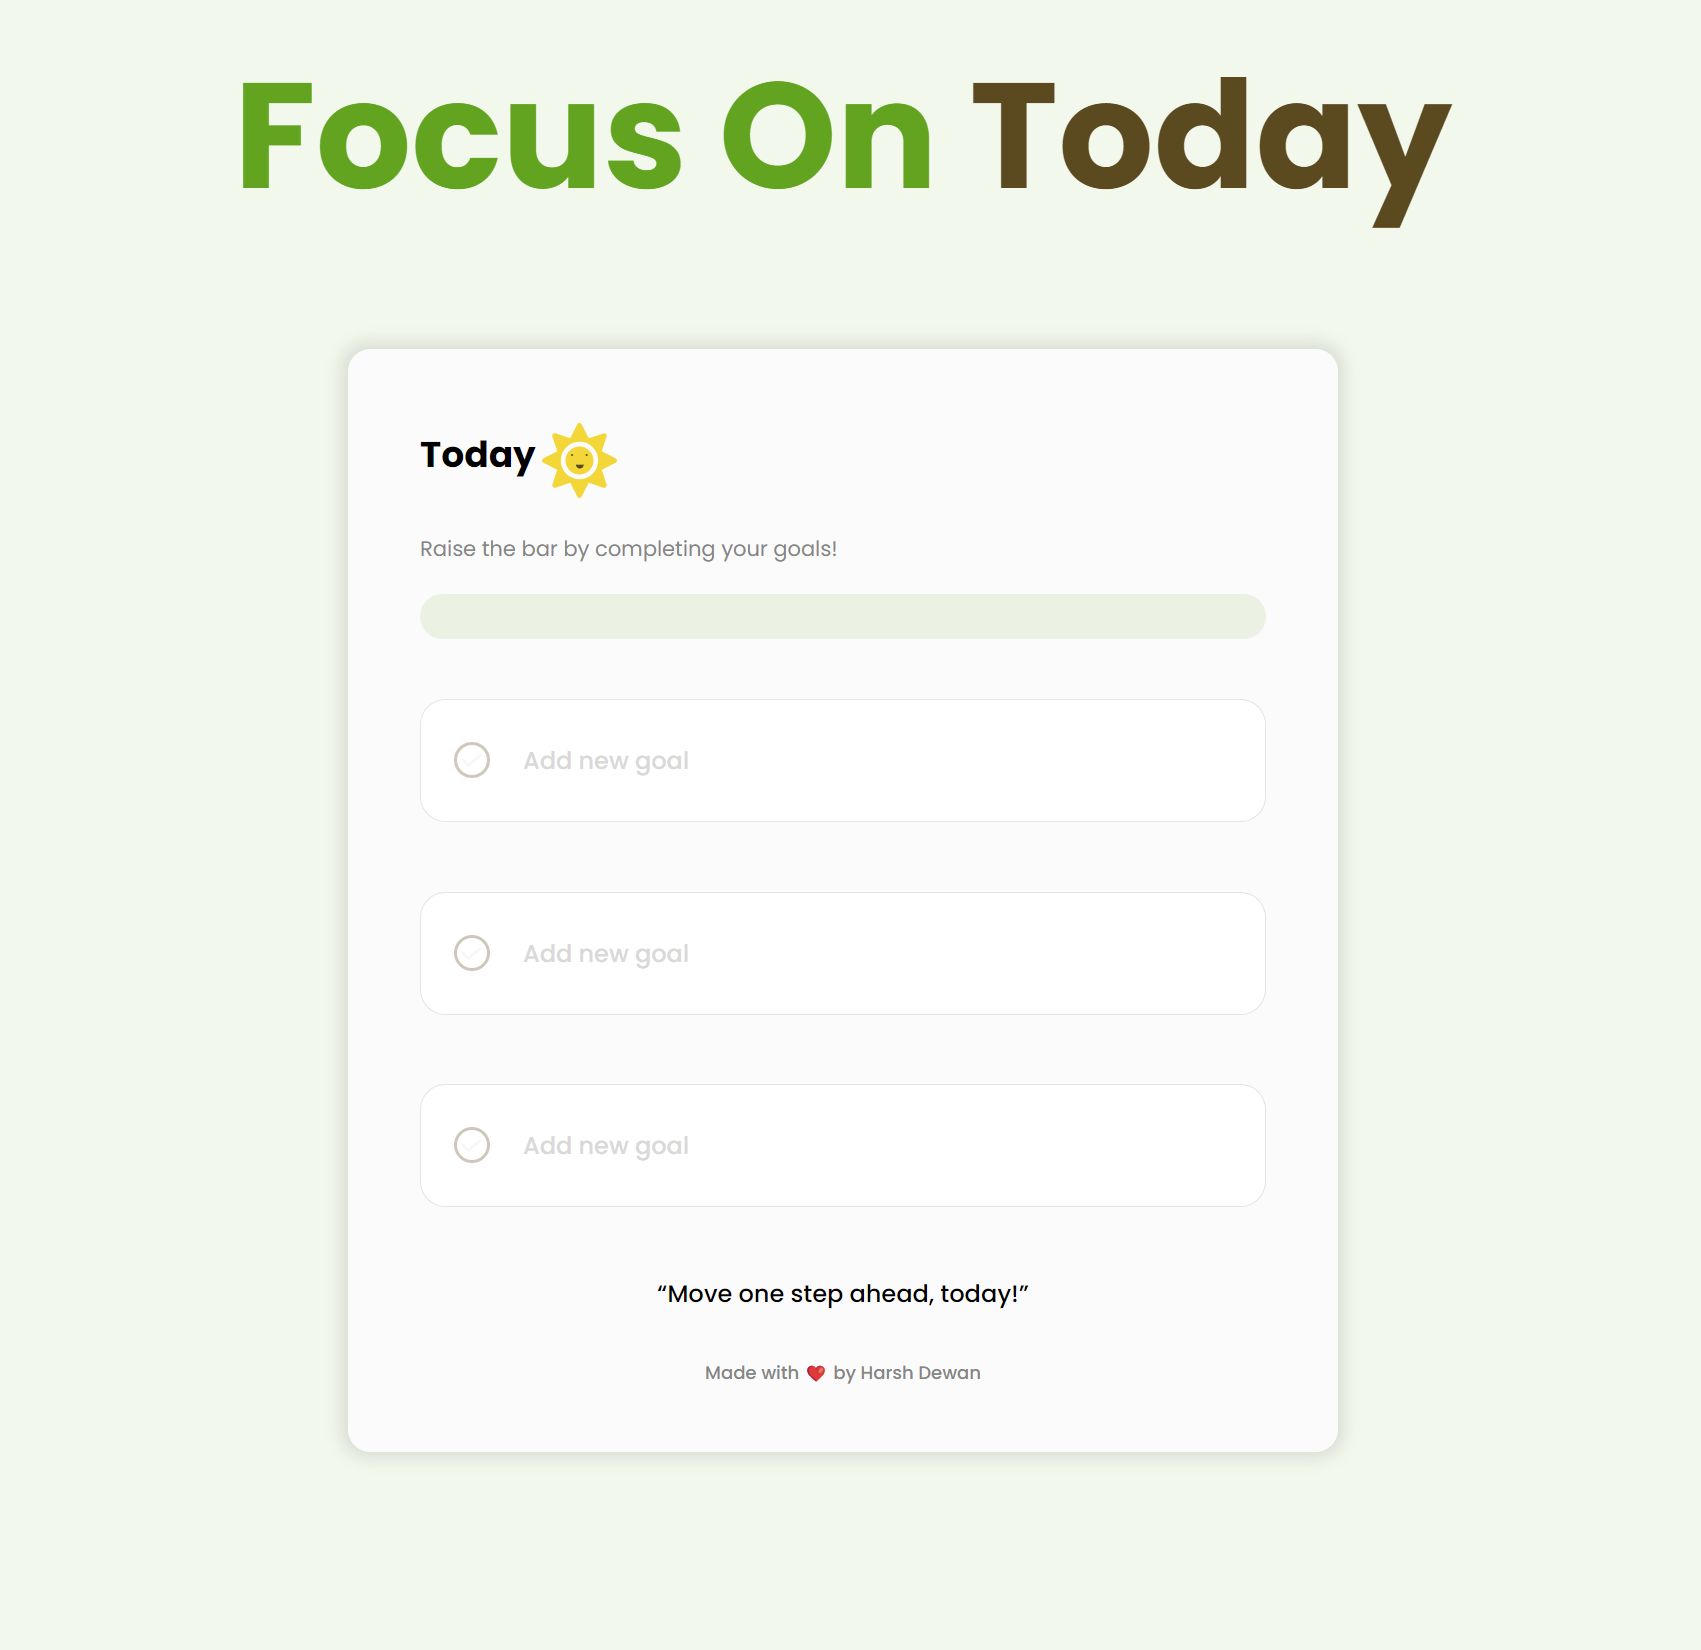 Focus On Today
Today
Raise the bar by completing your goals!
Add new goal
Add new goal
Add new goal
“Move one step ahead, today!”
Made with ❤️ by Harsh Dewan